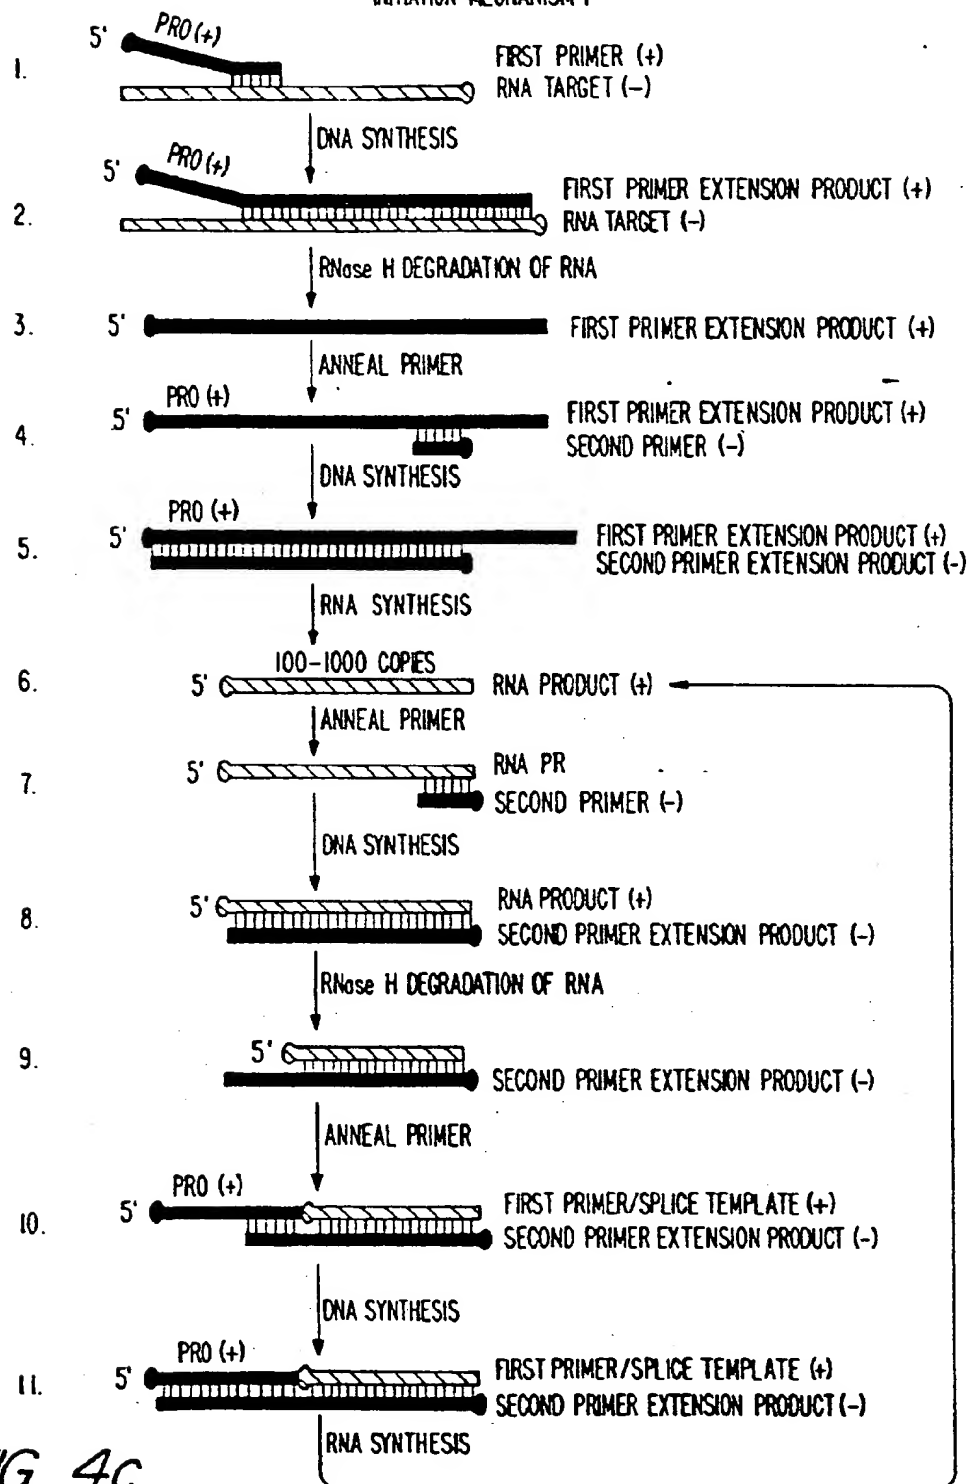 1.
5' PRO (+)
FIRST PRIMER (+)
RNA TARGET (-)
DNA SYNTHESIS
2.
5' PRO (+)
FIRST PRIMER EXTENSION PRODUCT (+)
RNA TARGET (-)
RNase H DEGRADATION OF RNA
3.
5'
FIRST PRIMER EXTENSION PRODUCT (+)
ANNEAL PRIMER
4.
PRO (+)
5'
FIRST PRIMER EXTENSION PRODUCT (+)
SECOND PRIMER (-)
DNA SYNTHESIS
5.
PRO (+)
5'
FIRST PRIMER EXTENSION PRODUCT (+)
SECOND PRIMER EXTENSION PRODUCT (-)
RNA SYNTHESIS
6.
100-1000 COPIES
5' RNA PRODUCT (+)
ANNEAL PRIMER
7.
5' RNA PR
SECOND PRIMER (-)
DNA SYNTHESIS
8.
5' RNA PRODUCT (+)
SECOND PRIMER EXTENSION PRODUCT (-)
RNase H DEGRADATION OF RNA
9.
5'
SECOND PRIMER EXTENSION PRODUCT (-)
ANNEAL PRIMER
10.
PRO (+)
5' FIRST PRIMER/SPLICE TEMPLATE (+)
SECOND PRIMER EXTENSION PRODUCT (-)
DNA SYNTHESIS
11.
PRO (+)
5' FIRST PRIMER/SPLICE TEMPLATE (+)
SECOND PRIMER EXTENSION PRODUCT (-)
RNA SYNTHESIS
4C